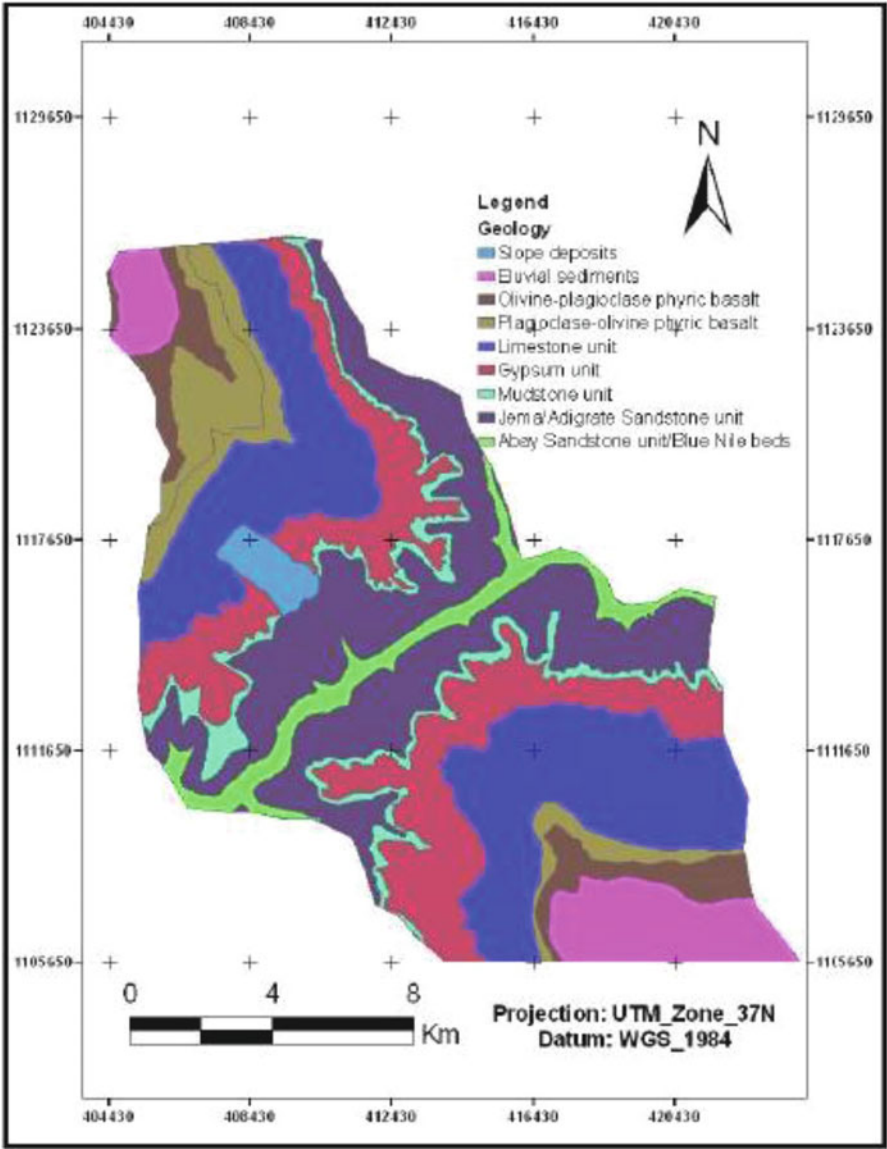 404430 408430 412430 416430 420430
1129650 1129650
N
Legend
Geology
Slope deposits
Eluvial sediments
Olivine-plagioclase phyric basalt
1123650 Plagioclase-olivine phyric basalt 1123650
Limestone unit
Gypsum unit
Mudstone unit
Jema/Adigrate Sandstone unit
Abay Sandstone unit/Blue Nile beds
1117650 1117650
1111650 1111650
1105650 1105650
0 4 8
Km
Projection: UTM_Zone_37N
Datum: WGS_1984
404430 408430 412430 416430 420430